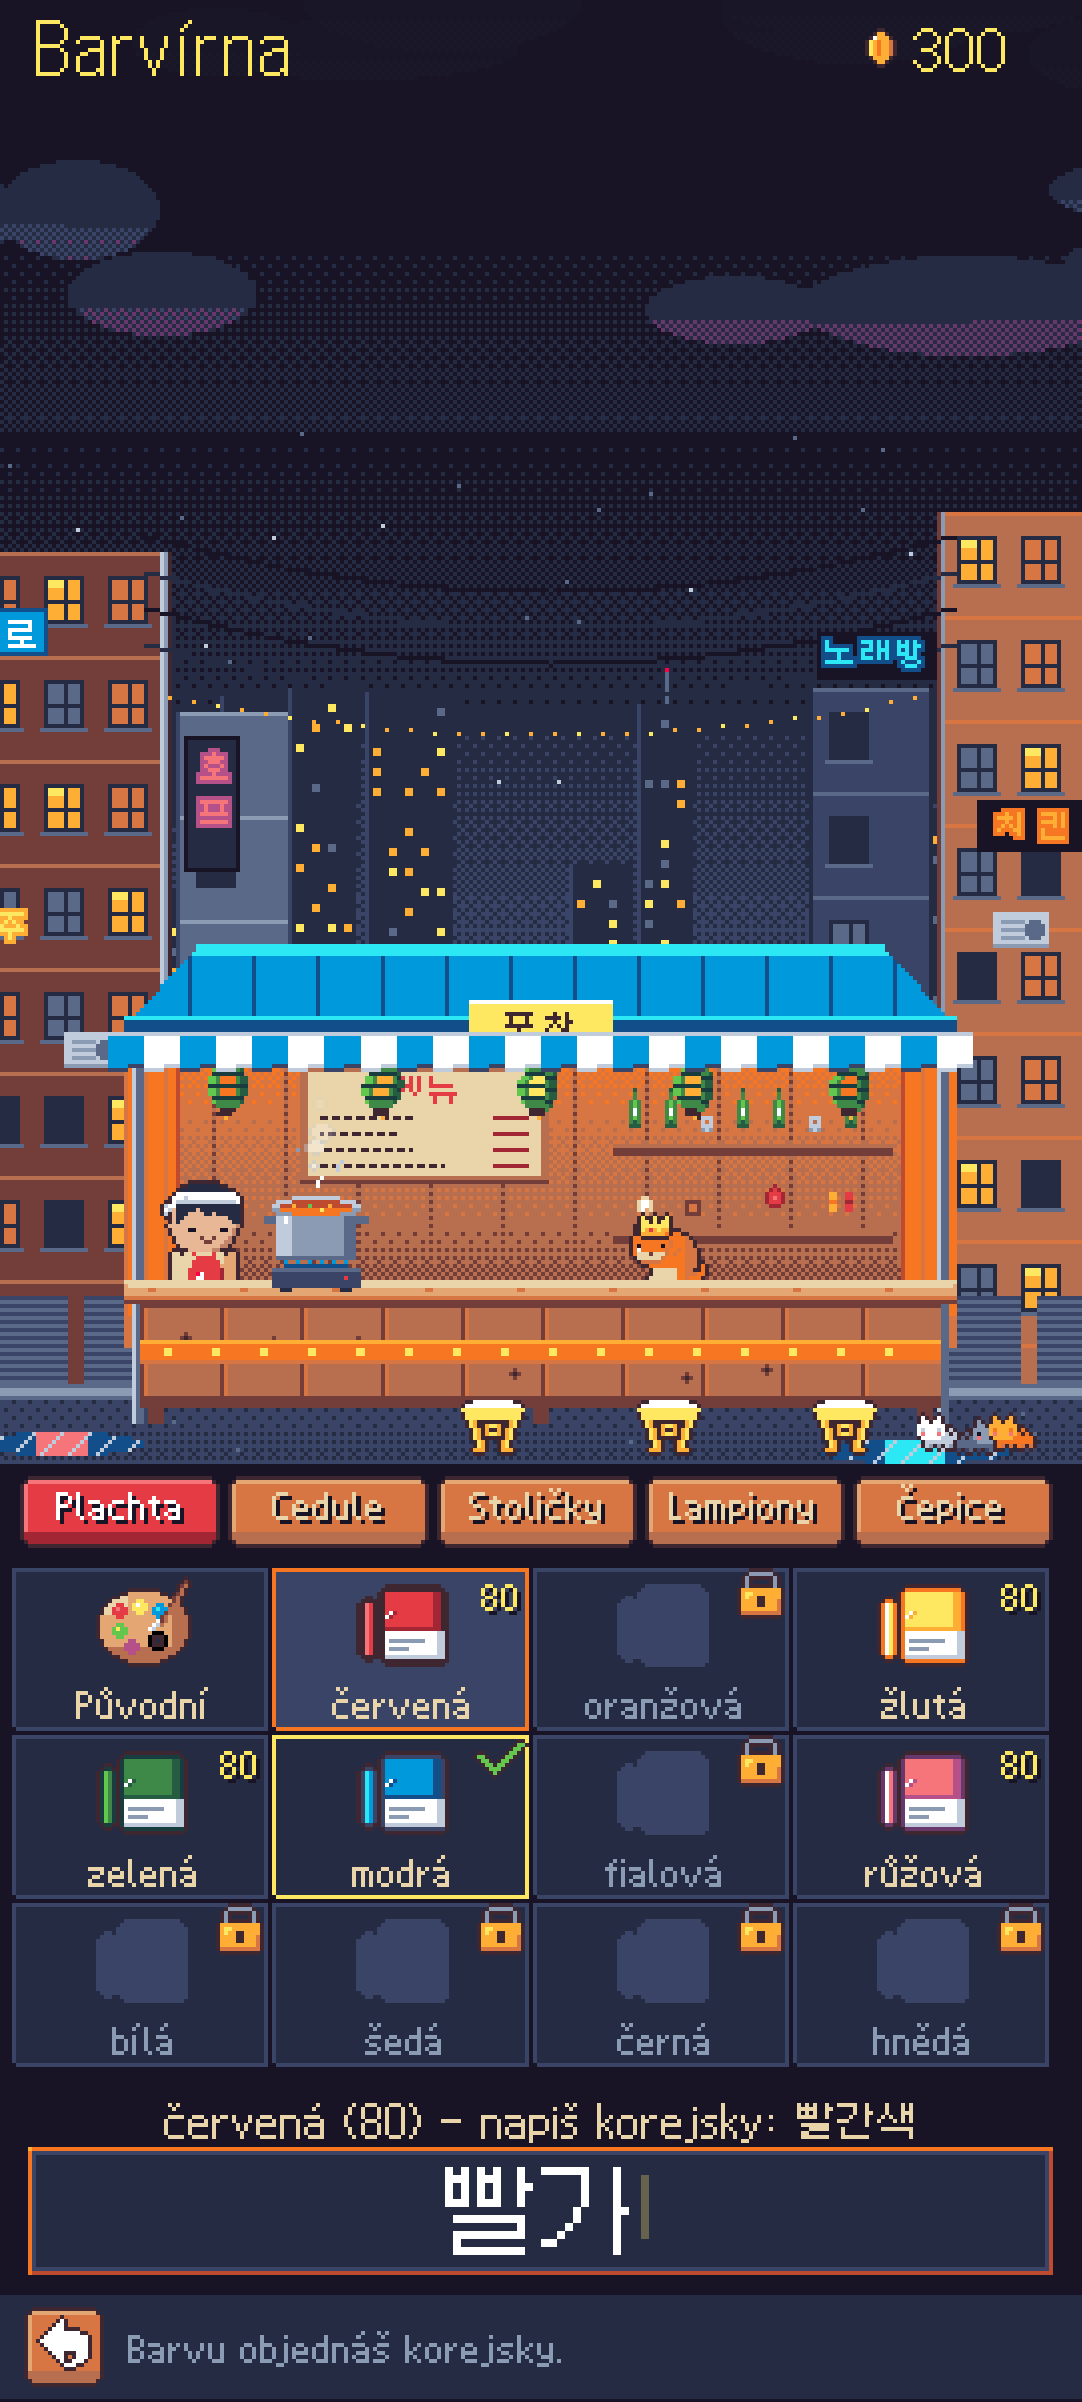 Barvírna
300
로
노래방
호프
치킨
주
포차
메뉴
Plachta
Cedule
Stoličky
Lampiony
Čepice
80
80
Původní
červená
oranžová
žlutá
80
80
zelená
modrá
fialová
růžová
bílá
šedá
černá
hnědá
červená (80) - napiš korejsky: 빨간색
빨가
Barvu objednáš korejsky.